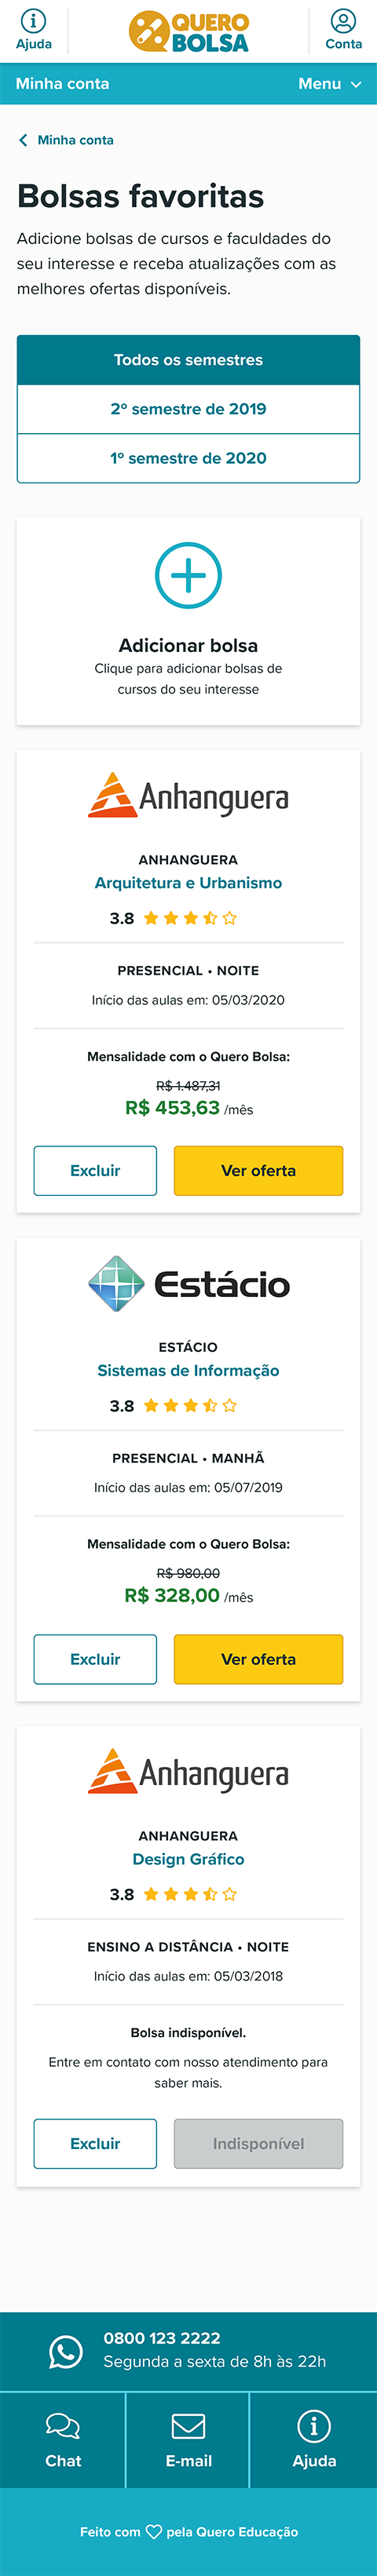 Ajuda
QUERO
BOLSA
Conta
Minha conta
Menu
Minha conta
Bolsas favoritas
Adicione bolsas de cursos e faculdades do
seu interesse e receba atualizações com as
melhores ofertas disponíveis.
Todos os semestres
2º semestre de 2019
1º semestre de 2020
Adicionar bolsa
Clique para adicionar bolsas de
cursos do seu interesse
Anhanguera
ANHANGUERA
Arquitetura e Urbanismo
3.8
PRESENCIAL • NOITE
Início das aulas em: 05/03/2020
Mensalidade com o Quero Bolsa:
R$ 1.487,31
R$ 453,63 /mês
Excluir
Ver oferta
Estácio
ESTÁCIO
Sistemas de Informação
3.8
PRESENCIAL • MANHÃ
Início das aulas em: 05/07/2019
Mensalidade com o Quero Bolsa:
R$ 980,00
R$ 328,00 /mês
Excluir
Ver oferta
Anhanguera
ANHANGUERA
Design Gráfico
3.8
ENSINO A DISTÂNCIA • NOITE
Início das aulas em: 05/03/2018
Bolsa indisponível.
Entre em contato com nosso atendimento para
saber mais.
Excluir
Indisponível
0800 123 2222
Segunda a sexta de 8h às 22h
Chat
E-mail
Ajuda
Feito com pela Quero Educação